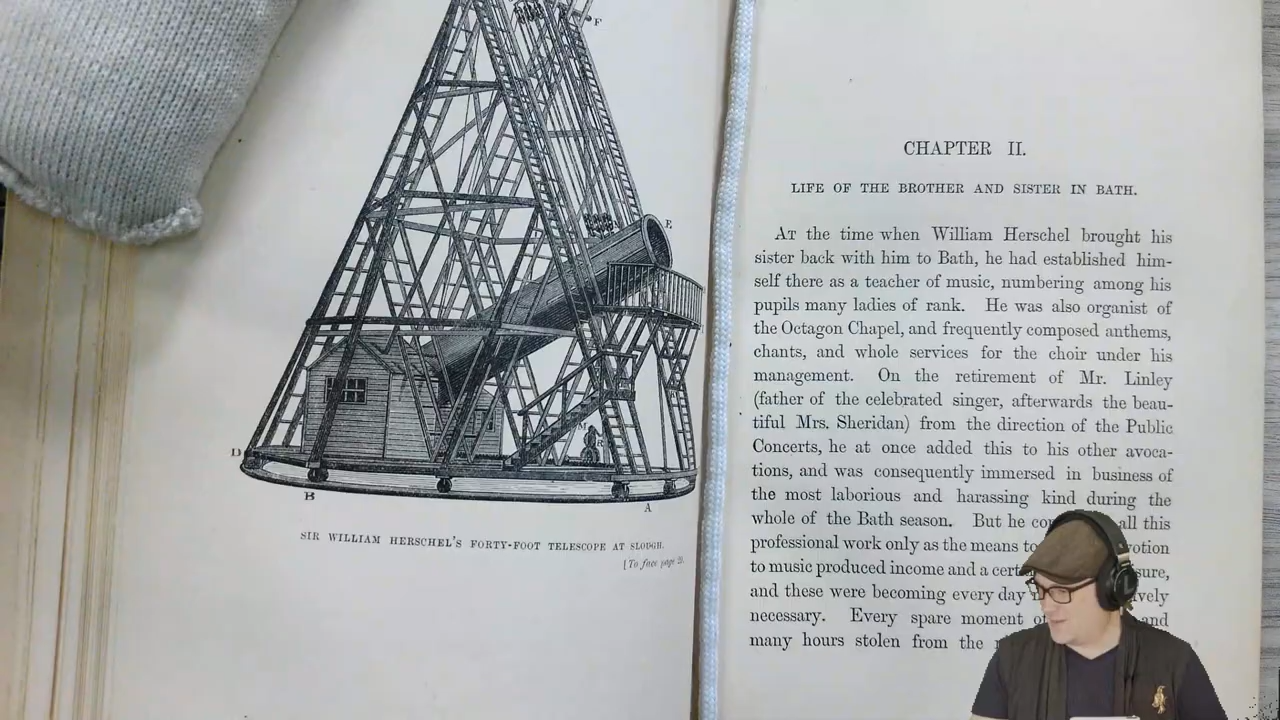 F
E
D
M
R
B
A
SIR WILLIAM HERSCHEL'S FORTY-FOOT TELESCOPE AT SLOUGH.
[To face page 29.
CHAPTER II.
LIFE OF THE BROTHER AND SISTER IN BATH.
AT the time when William Herschel brought his
sister back with him to Bath, he had established him-
self there as a teacher of music, numbering among his
pupils many ladies of rank. He was also organist of
the Octagon Chapel, and frequently composed anthems,
chants, and whole services for the choir under his
management. On the retirement of Mr. Linley
(father of the celebrated singer, afterwards the beau-
tiful Mrs. Sheridan) from the direction of the Public
Concerts, he at once added this to his other avoca-
tions, and was consequently immersed in business of
the most laborious and harassing kind during the
whole of the Bath season. But he all this
professional work only as the means to
to music produced income and a
and these were becoming every day
necessary. Every spare moment and
many hours stolen from the